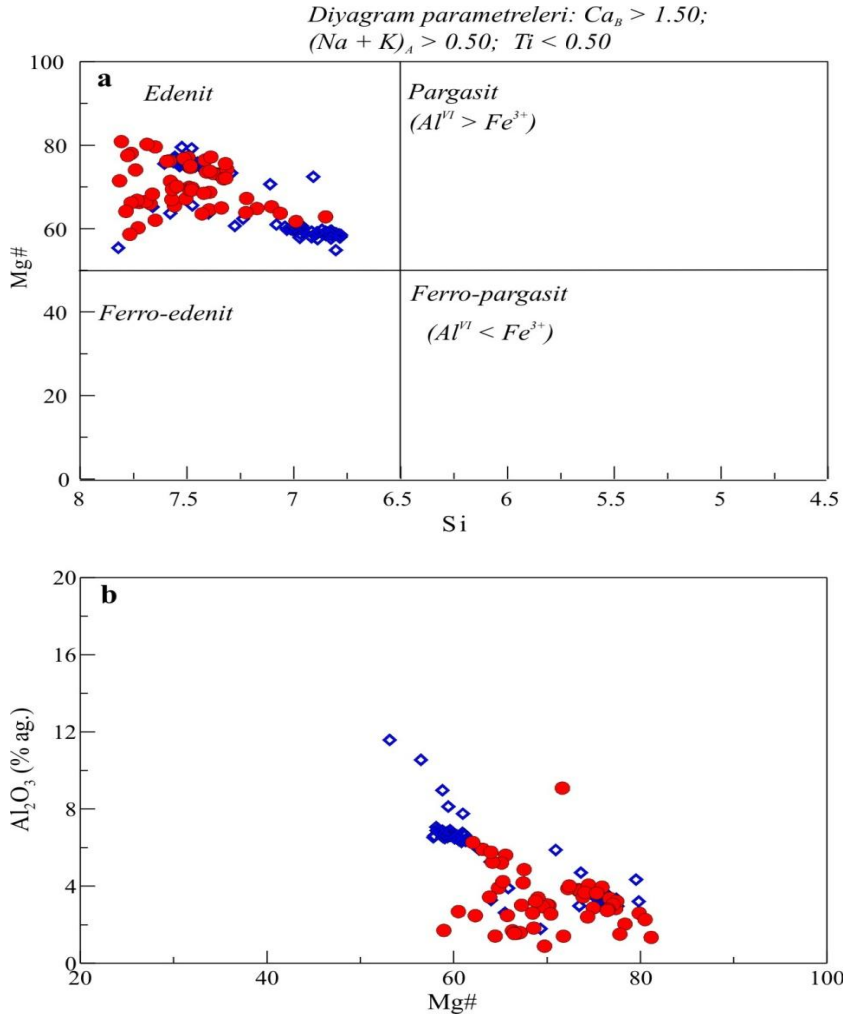 Diyagram parametreleri: Ca_B > 1.50;
(Na + K)_A > 0.50; Ti < 0.50
a
Edenit
Pargasit
(Al^VI > Fe^3+)
Ferro-edenit
Ferro-pargasit
(Al^VI < Fe^3+)
Mg#
100
80
60
40
20
0
8
7.5
7
6.5
6
5.5
5
4.5
Si
b
Al₂O₃ (% ag.)
20
16
12
8
4
0
20
40
60
80
100
Mg#